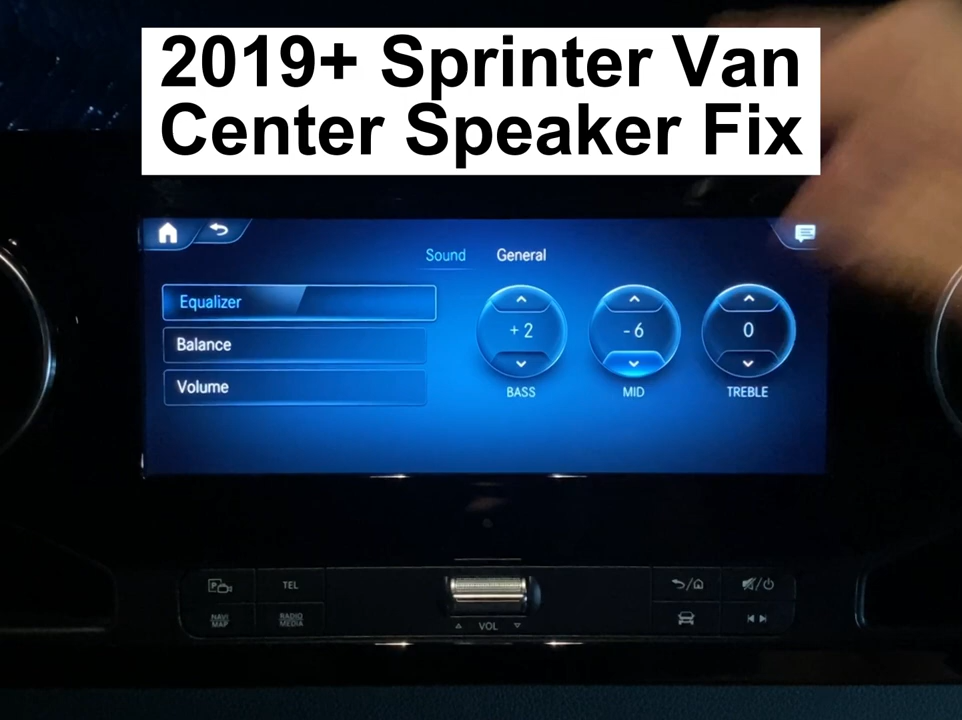 2019+ Sprinter Van
Center Speaker Fix
Sound General
Equalizer
Balance
Volume
+2 -6 0
BASS MID TREBLE
P TEL
NAVI MAP
RADIO MEDIA
VOL